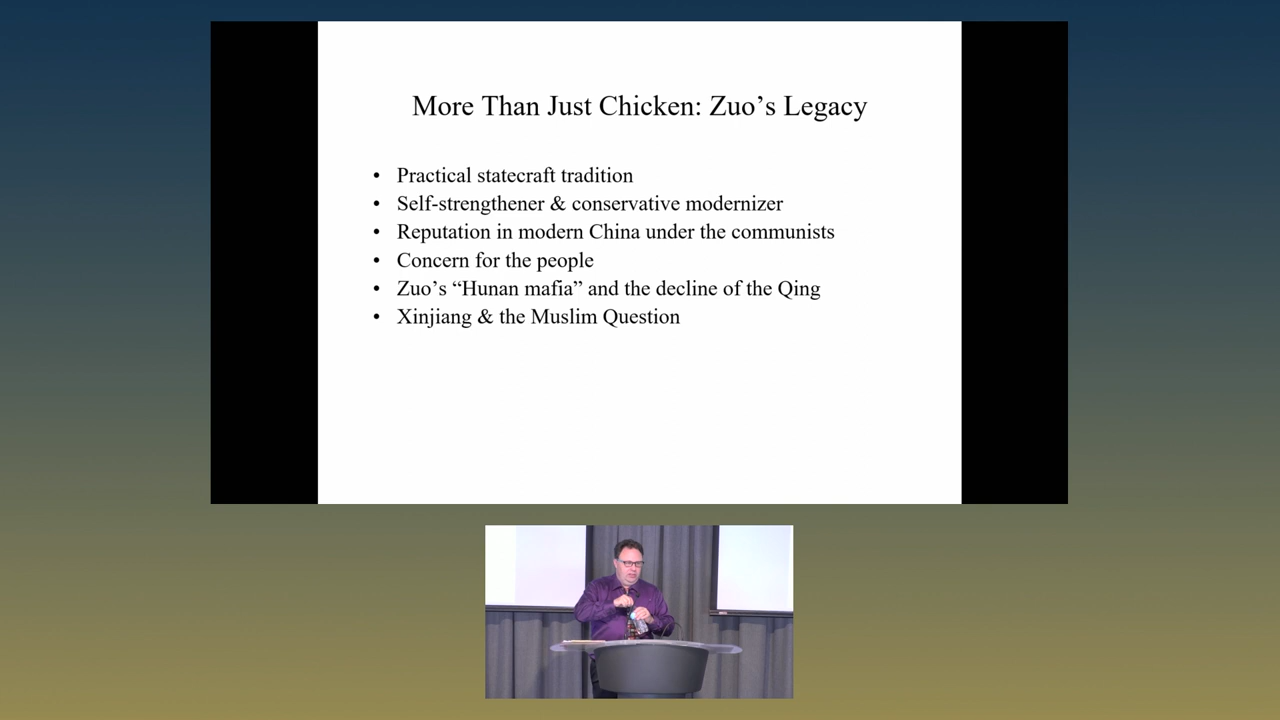 More Than Just Chicken: Zuo’s Legacy
• Practical statecraft tradition
• Self-strengthener & conservative modernizer
• Reputation in modern China under the communists
• Concern for the people
• Zuo’s “Hunan mafia” and the decline of the Qing
• Xinjiang & the Muslim Question